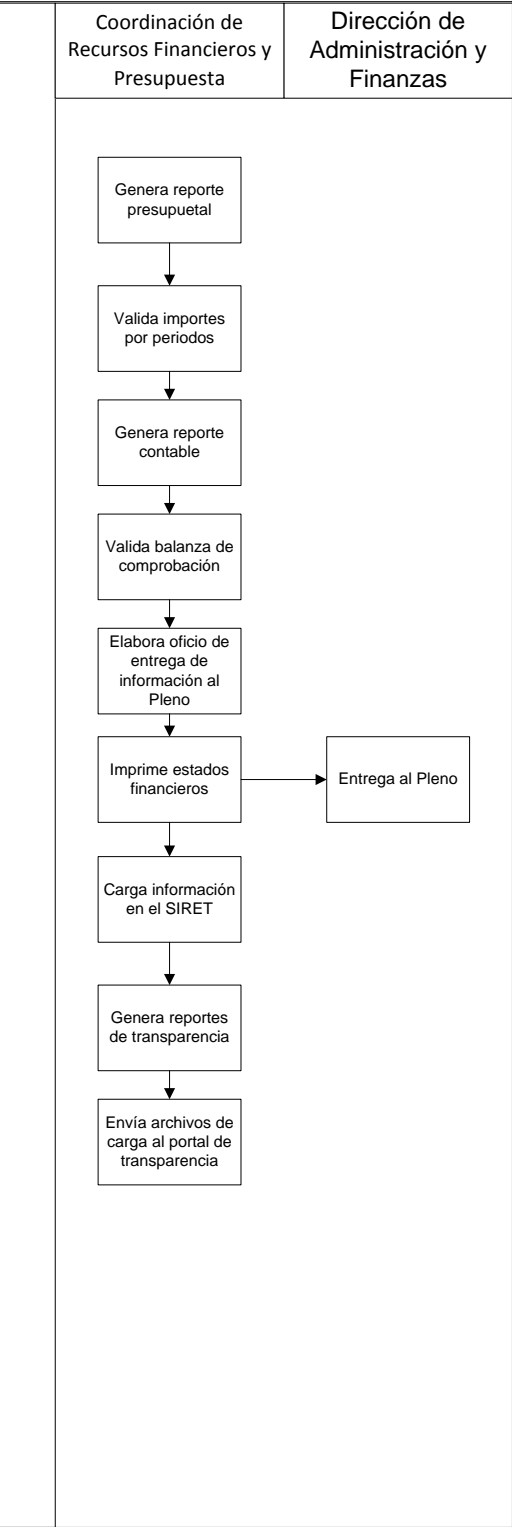 Coordinación de
Recursos Financieros y
Presupuesta
Dirección de
Administración y
Finanzas
Genera reporte
presupuetal
Valida importes
por periodos
Genera reporte
contable
Valida balanza de
comprobación
Elabora oficio de
entrega de
información al
Pleno
Imprime estados
financieros
Entrega al Pleno
Carga información
en el SIRET
Genera reportes
de transparencia
Envía archivos de
carga al portal de
transparencia